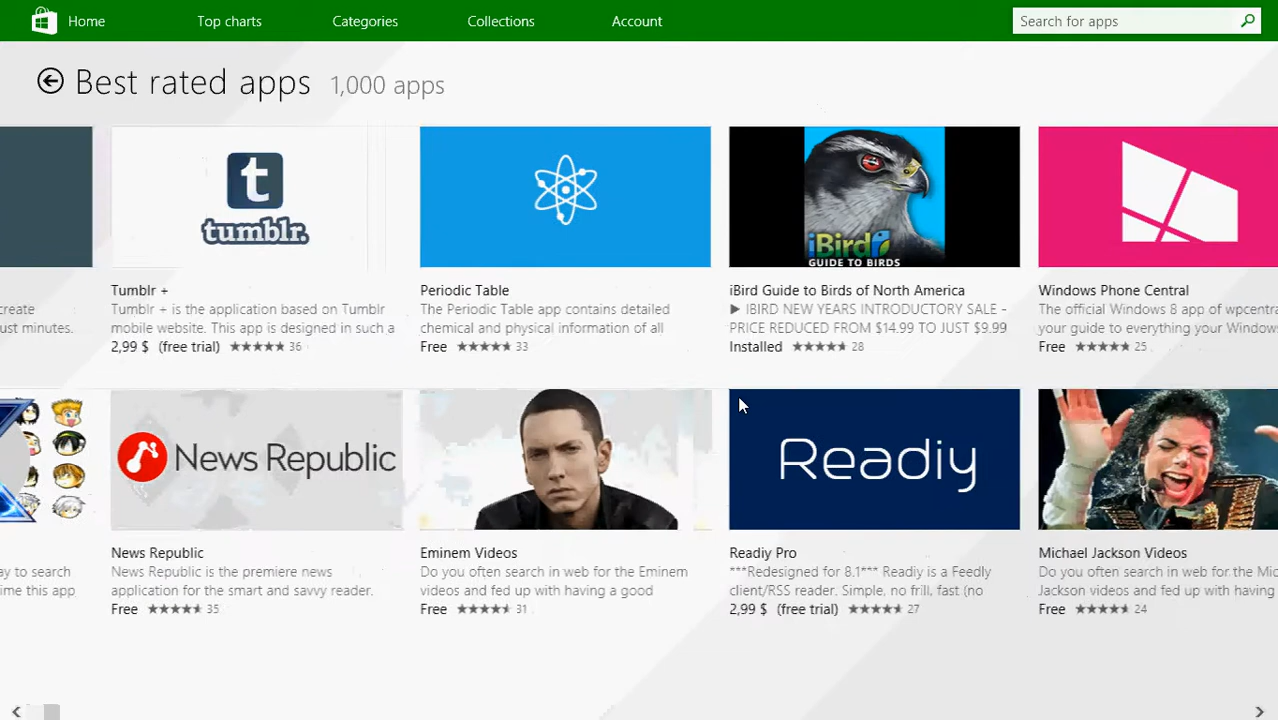 Home
Top charts
Categories
Collections
Account
Search for apps
Best rated apps 1,000 apps
create
ust minutes.
t
tumblr.
Tumblr +
Tumblr + is the application based on Tumblr
mobile website. This app is designed in such a
2,99 $ (free trial) 36
Periodic Table
The Periodic Table app contains detailed
chemical and physical information of all
Free 33
iBird
GUIDE TO BIRDS
iBird Guide to Birds of North America
▶ IBIRD NEW YEARS INTRODUCTORY SALE -
PRICE REDUCED FROM $14.99 TO JUST $9.99
Installed 28
Windows Phone Central
The official Windows 8 app of wpcentra
your guide to everything your Window
Free 25
ay to search
ime this app
News Republic
News Republic
News Republic is the premiere news
application for the smart and savvy reader.
Free 35
Eminem Videos
Do you often search in web for the Eminem
videos and fed up with having a good
Free 31
Readiy
Readiy Pro
***Redesigned for 8.1*** Readiy is a Feedly
client/RSS reader. Simple, no frill, fast (no
2,99 $ (free trial) 27
Michael Jackson Videos
Do you often search in web for the Mic
Jackson videos and fed up with having
Free 24